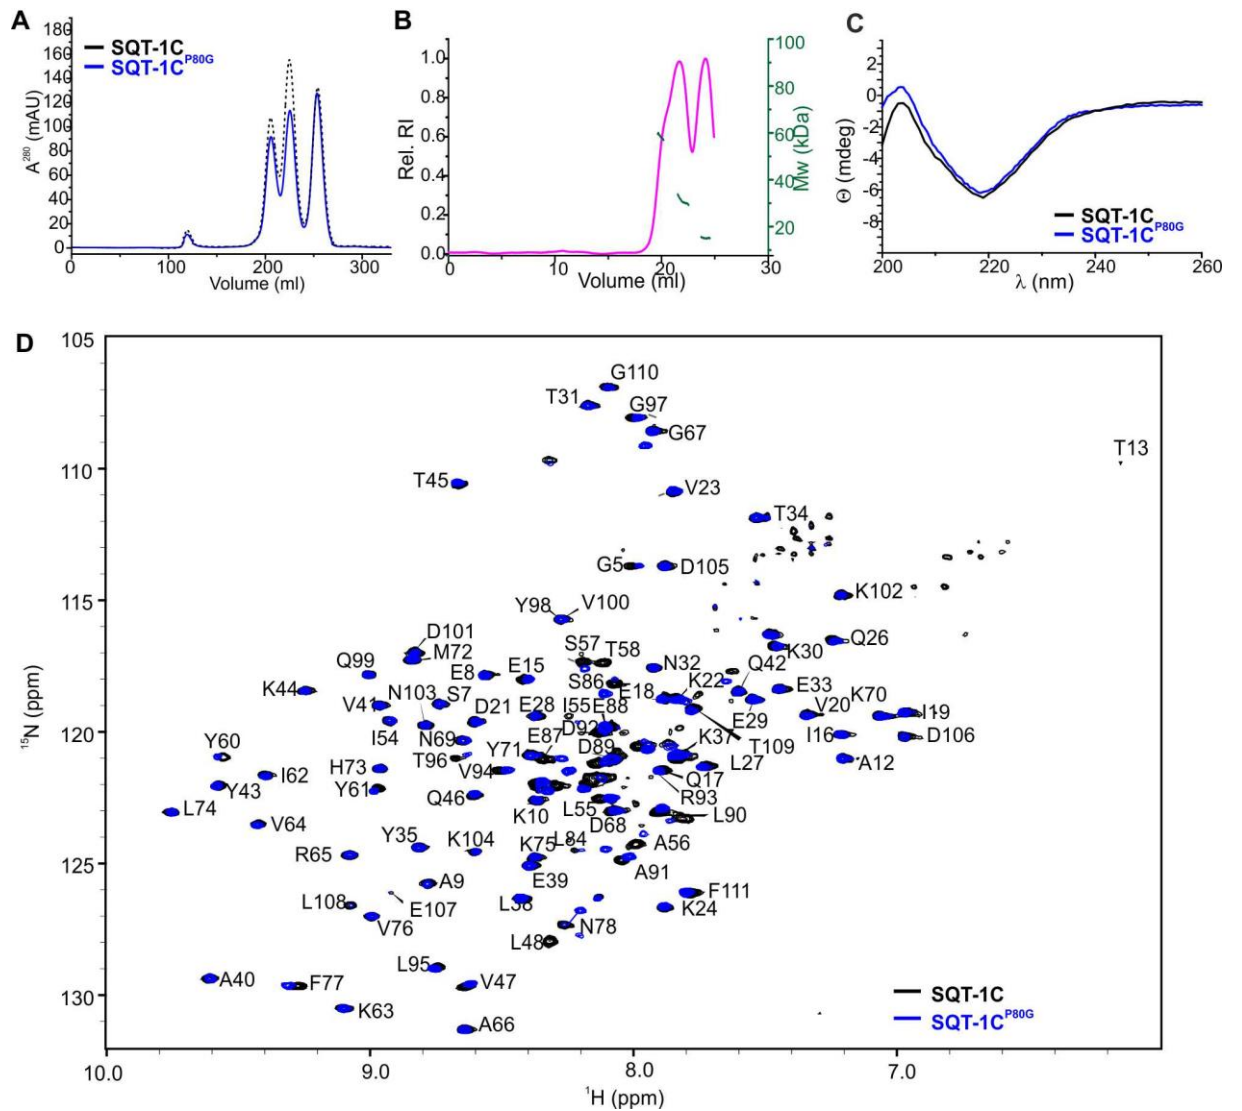 A
180
160
140
120
100
80
60
40
20
0
A²⁸⁰ (mAU)
SQT-1C
SQT-1C^P80G
0 100 200 300
Volume (ml)
B
1.0
0.8
0.6
0.4
0.2
0.0
Rel. RI
100
80
60
40
20
Mw (kDa)
0 10 20 30
Volume (ml)
C
2
0
-2
-4
-6
-8
Θ (mdeg)
SQT-1C
SQT-1C^P80G
200 220 240 260
λ (nm)
D
105
110
115
120
125
130
¹⁵N (ppm)
G110
T31
G97
G67
T13
T45
V23
T34
G5
D105
K102
Y98
V100
D101
M72
Q26
S57
T58
K30
Q99
E8
E15
N32
Q42
S86
K22
E33
K70
K44
N103
S7
E18
V41
D21
E28
I55
E88
V20
I19
E29
I54
D92
K37
I16
D106
N69
E87
T109
Y60
Y71
D89
A12
T96
V94
L27
H73
Q17
I62
Y61
Y43
Q46
R93
L74
K10
L55
L90
V64
D68
Y35
K104
L84
A56
R65
K75
A91
A9
E39
F111
L108
E107
L38
K24
V76
N78
L48
L95
A40
F77
V47
K63
A66
SQT-1C
SQT-1C^P80G
10.0 9.0 8.0 7.0
¹H (ppm)